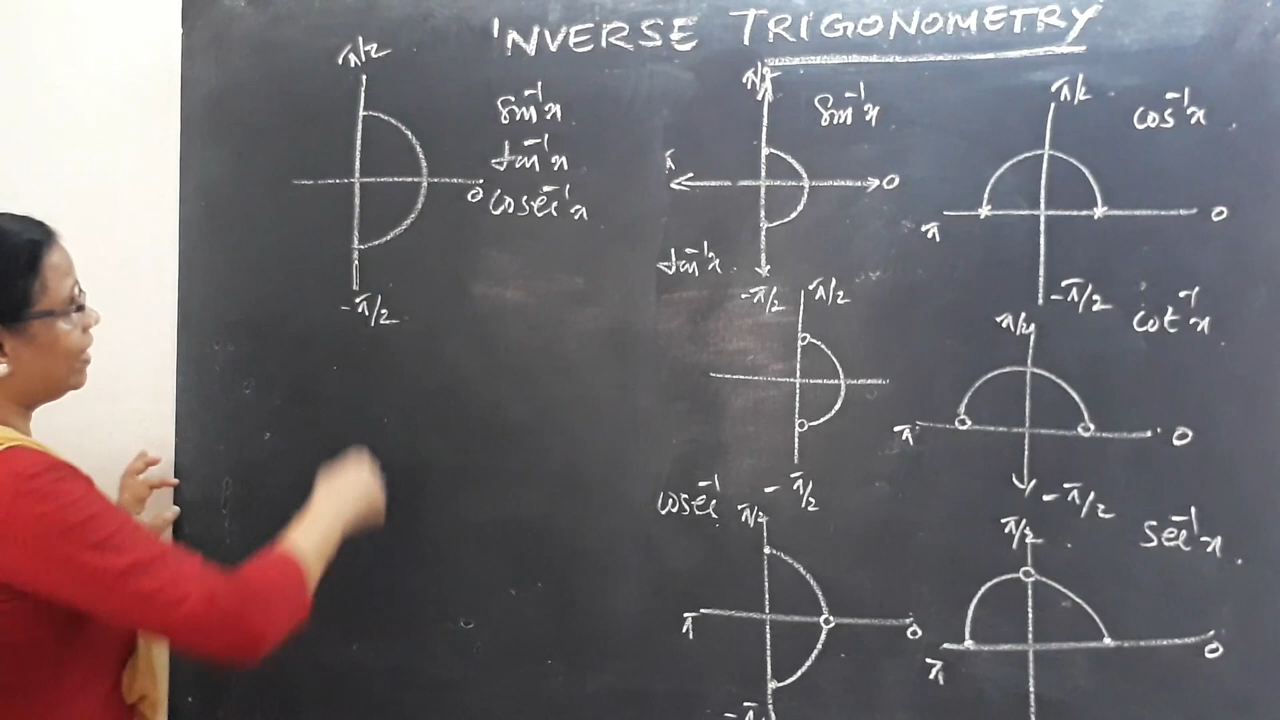 INVERSE TRIGONOMETRY
π/2
sin⁻¹x
tan⁻¹x
0 cosec⁻¹x
-π/2
π/2
sin⁻¹x
π 0
tan⁻¹x.
-π/2
π/2
cos⁻¹x
π 0
-π/2
π/2
-π/2
π/2
cot⁻¹x
π 0
-π/2
cosec⁻¹
π/2
π 0
-π/2
π/2
sec⁻¹x.
π 0